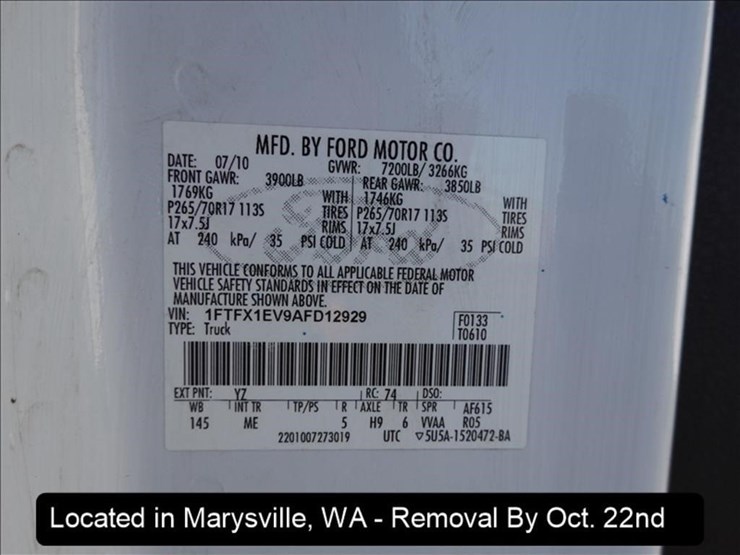 MFD. BY FORD MOTOR CO.
DATE: 07/10 GVWR: 7200LB/ 3266KG
FRONT GAWR: 3900LB REAR GAWR: 3850LB
1769KG WITH 1746KG WITH
P265/70R17 113S TIRES P265/70R17 113S TIRES
17x7.5J RIMS 17x7.5J RIMS
AT 240 kPa/ 35 PSI COLD AT 240 kPa/ 35 PSI COLD
THIS VEHICLE CONFORMS TO ALL APPLICABLE FEDERAL MOTOR
VEHICLE SAFETY STANDARDS IN EFFECT ON THE DATE OF
MANUFACTURE SHOWN ABOVE.
VIN: 1FTFX1EV9AFD12929 F0133
TYPE: Truck T0610
EXT PNT: YZ RC: 74 DSO:
WB INT TR TP/PS R AXLE TR SPR AF615
145 ME 5 H9 6 VVAA R05
2201007273019 UTC ▽5U5A-1520472-BA
Located in Marysville, WA - Removal By Oct. 22nd